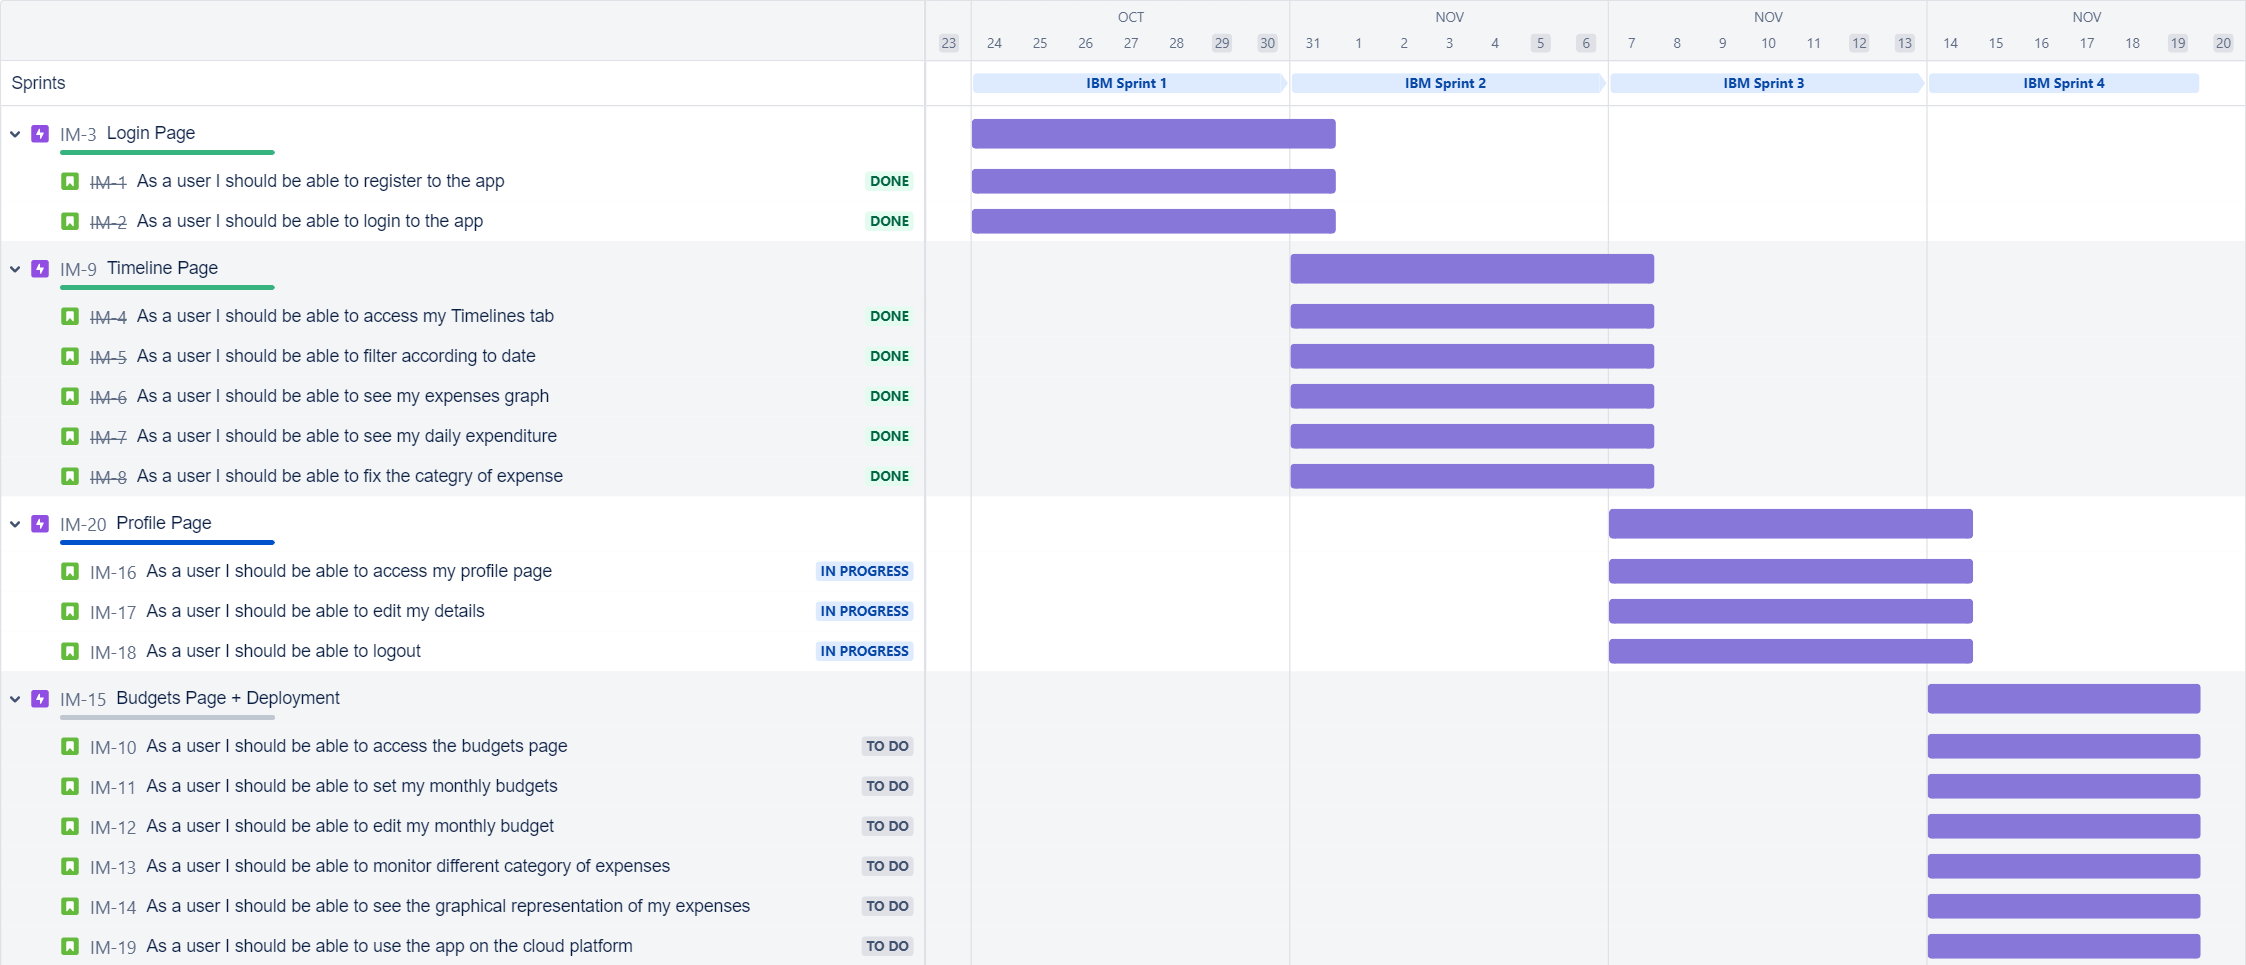 OCT NOV NOV NOV
23 24 25 26 27 28 29 30 31 1 2 3 4 5 6 7 8 9 10 11 12 13 14 15 16 17 18 19 20
Sprints IBM Sprint 1 IBM Sprint 2 IBM Sprint 3 IBM Sprint 4
IM-3 Login Page
IM-1 As a user I should be able to register to the app DONE
IM-2 As a user I should be able to login to the app DONE
IM-9 Timeline Page
IM-4 As a user I should be able to access my Timelines tab DONE
IM-5 As a user I should be able to filter according to date DONE
IM-6 As a user I should be able to see my expenses graph DONE
IM-7 As a user I should be able to see my daily expenditure DONE
IM-8 As a user I should be able to fix the categry of expense DONE
IM-20 Profile Page
IM-16 As a user I should be able to access my profile page IN PROGRESS
IM-17 As a user I should be able to edit my details IN PROGRESS
IM-18 As a user I should be able to logout IN PROGRESS
IM-15 Budgets Page + Deployment
IM-10 As a user I should be able to access the budgets page TO DO
IM-11 As a user I should be able to set my monthly budgets TO DO
IM-12 As a user I should be able to edit my monthly budget TO DO
IM-13 As a user I should be able to monitor different category of expenses TO DO
IM-14 As a user I should be able to see the graphical representation of my expenses TO DO
IM-19 As a user I should be able to use the app on the cloud platform TO DO